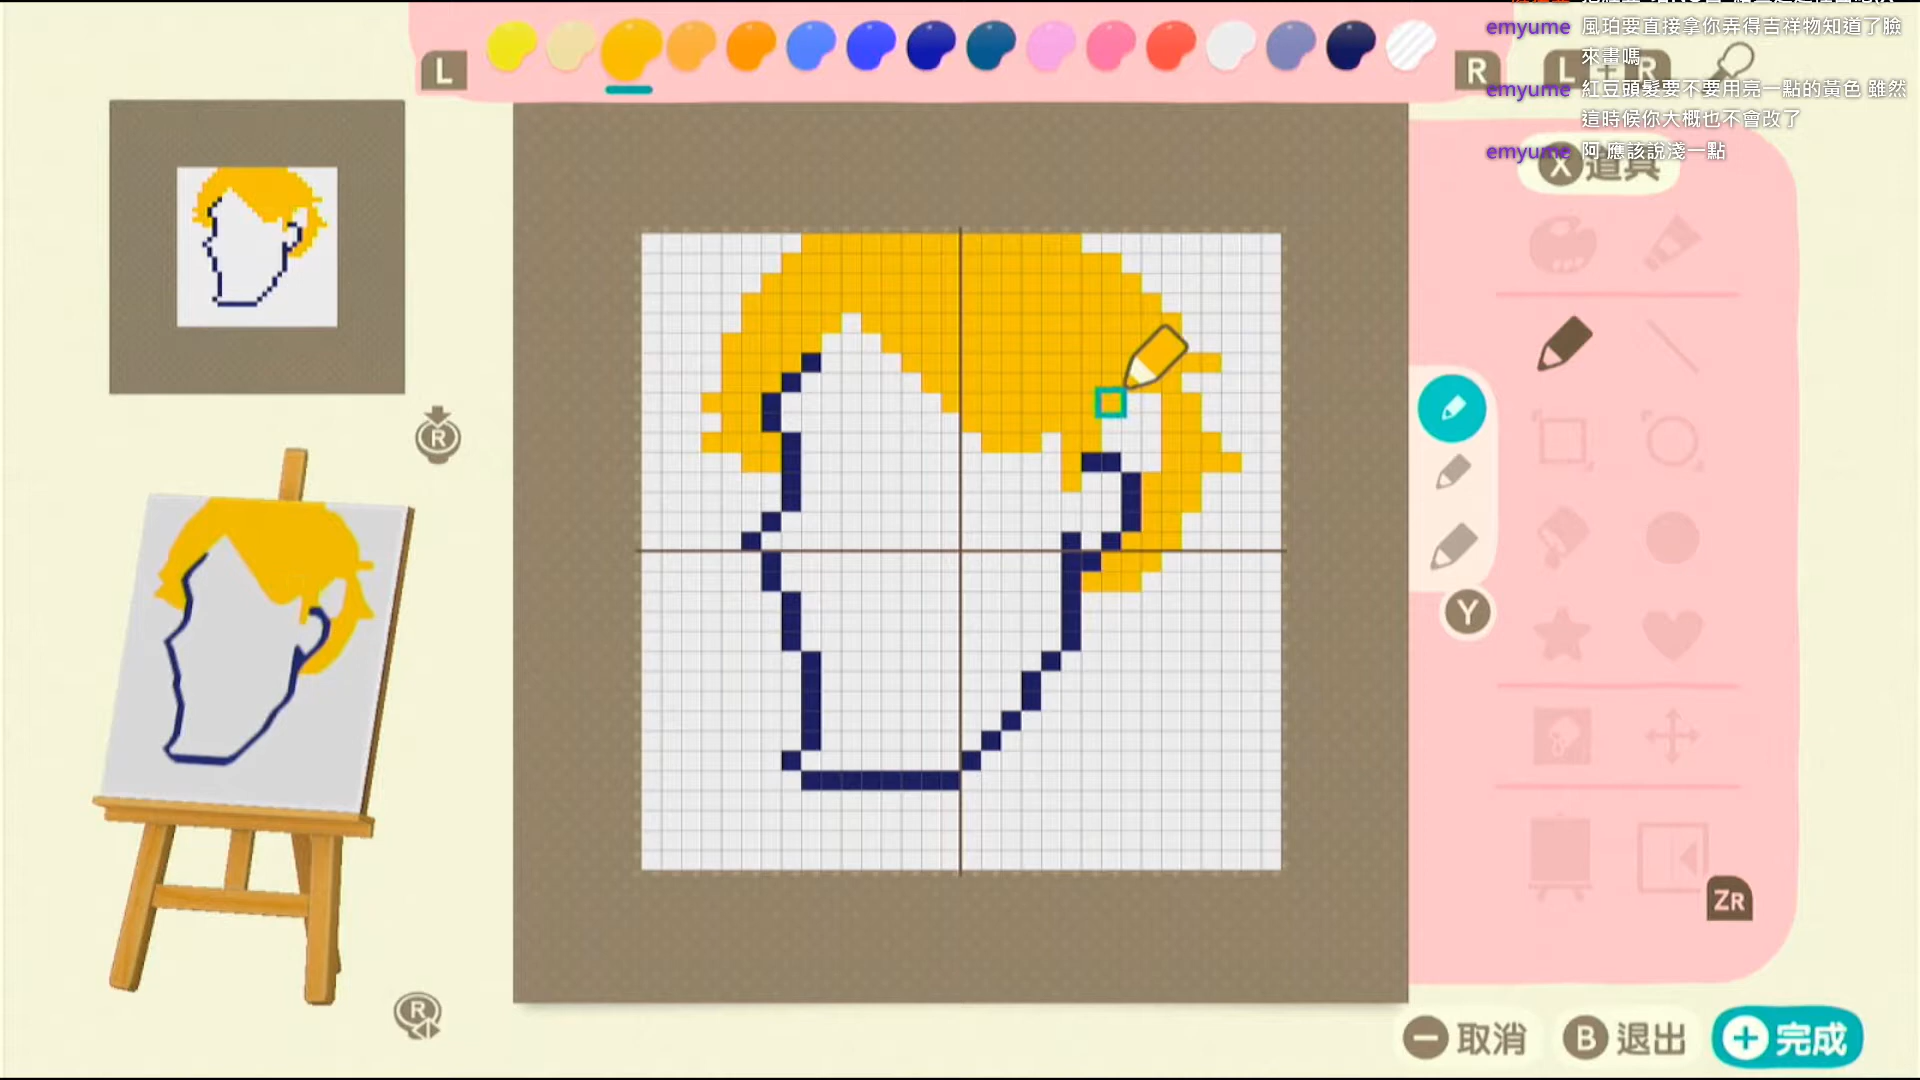 emyume 風珀要直接拿你弄得吉祥物知道了臉
來畫嗎
emyume 紅豆頭髮要不要用亮一點的黃色 雖然
這時候你大概也不會改了
emyume 阿 應該說淺一點
L
R
L + R
X 道具
R
Y
ZR
R
取消
B 退出
完成